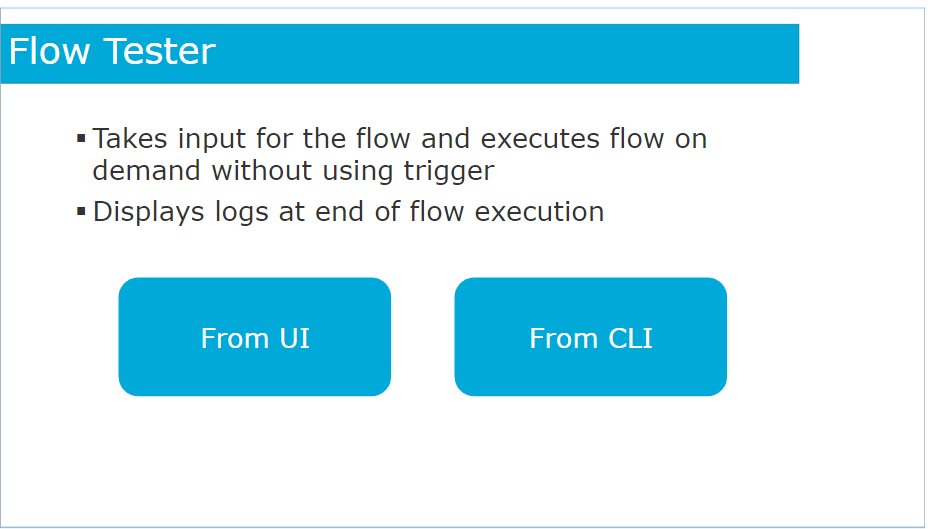 Flow Tester
▪ Takes input for the flow and executes flow on
demand without using trigger
▪ Displays logs at end of flow execution
From UI
From CLI